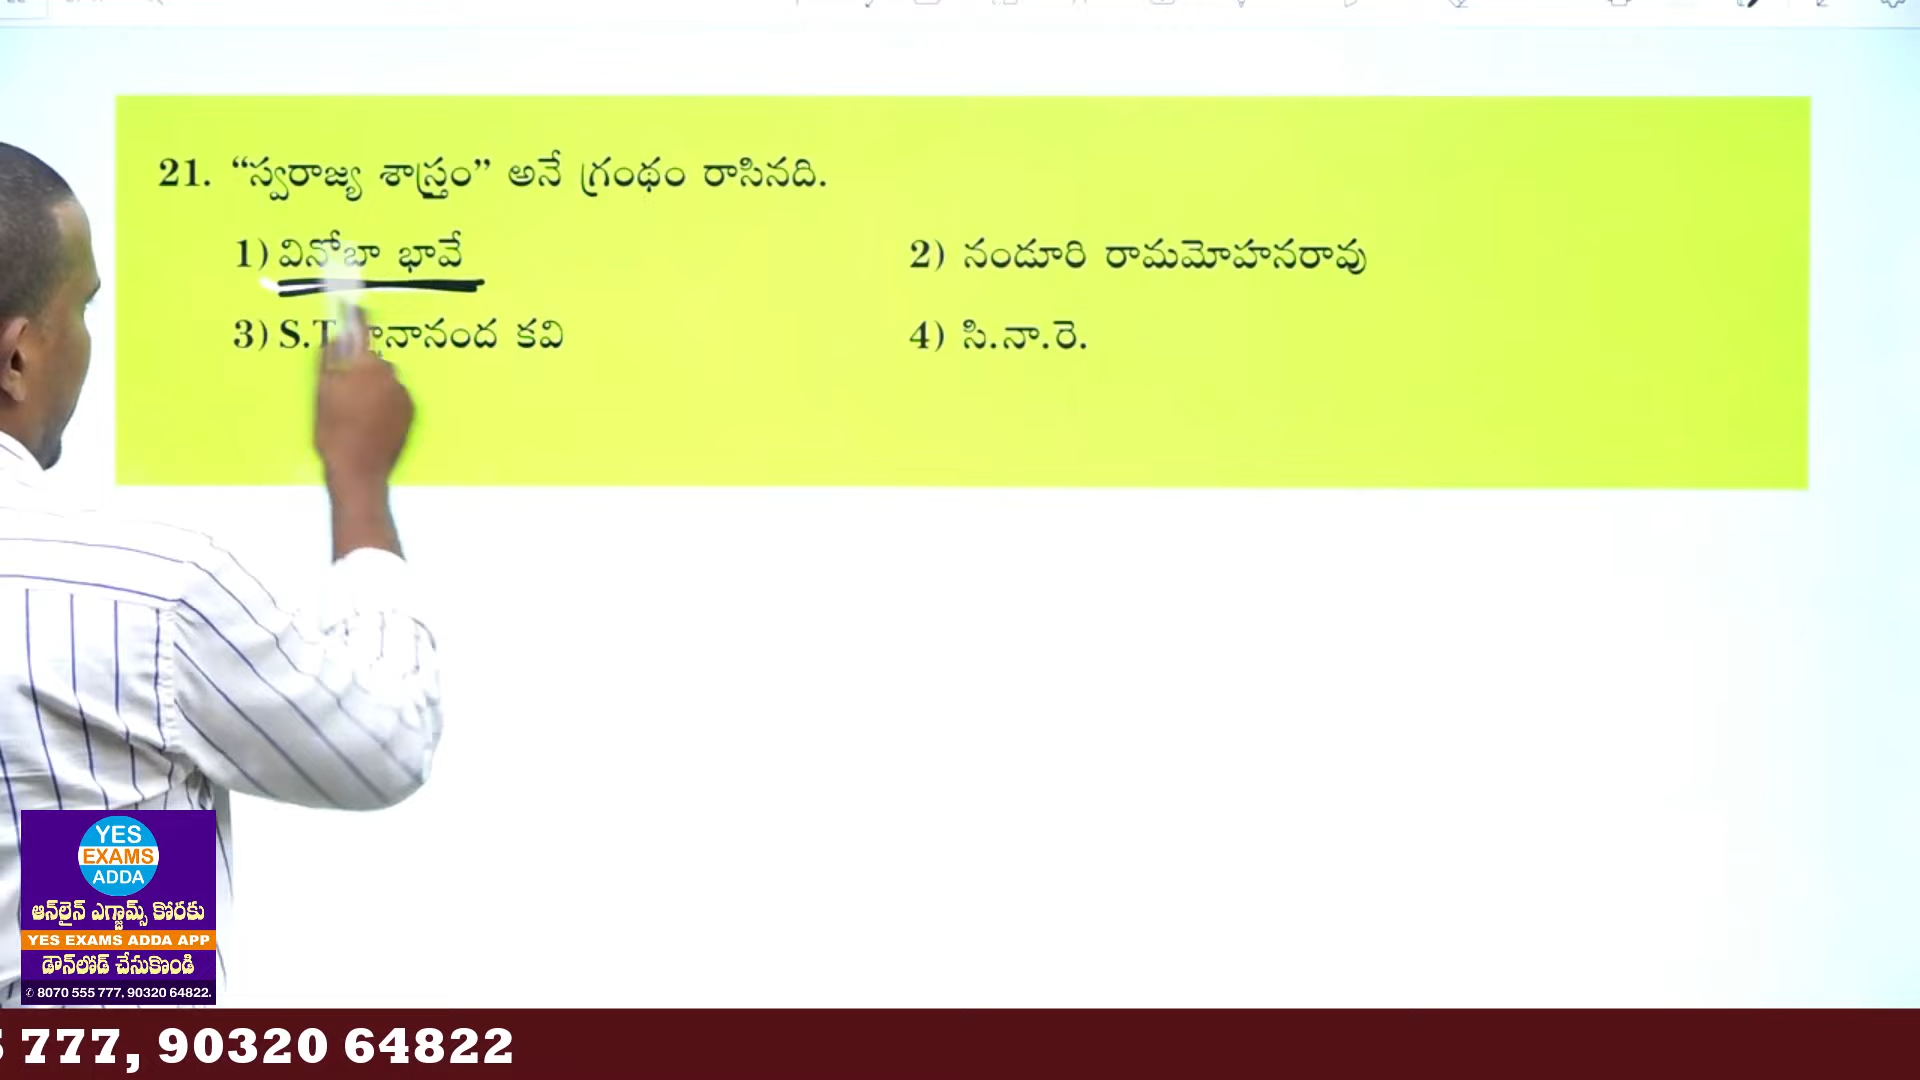 21. “స్వరాజ్య శాస్త్రం” అనే గ్రంథం రాసినది.
1) వినోబా భావే
2) నండూరి రామమోహనరావు
3) S.T. జ్ఞానానంద కవి
4) సి.నా.రె.
YES
EXAMS
ADDA
ఆన్‌లైన్ ఎగ్జామ్స్ కోరకు
YES EXAMS ADDA APP
డౌన్‌లోడ్ చేసుకొండి
✆ 8070 555 777, 90320 64822.
777, 90320 64822